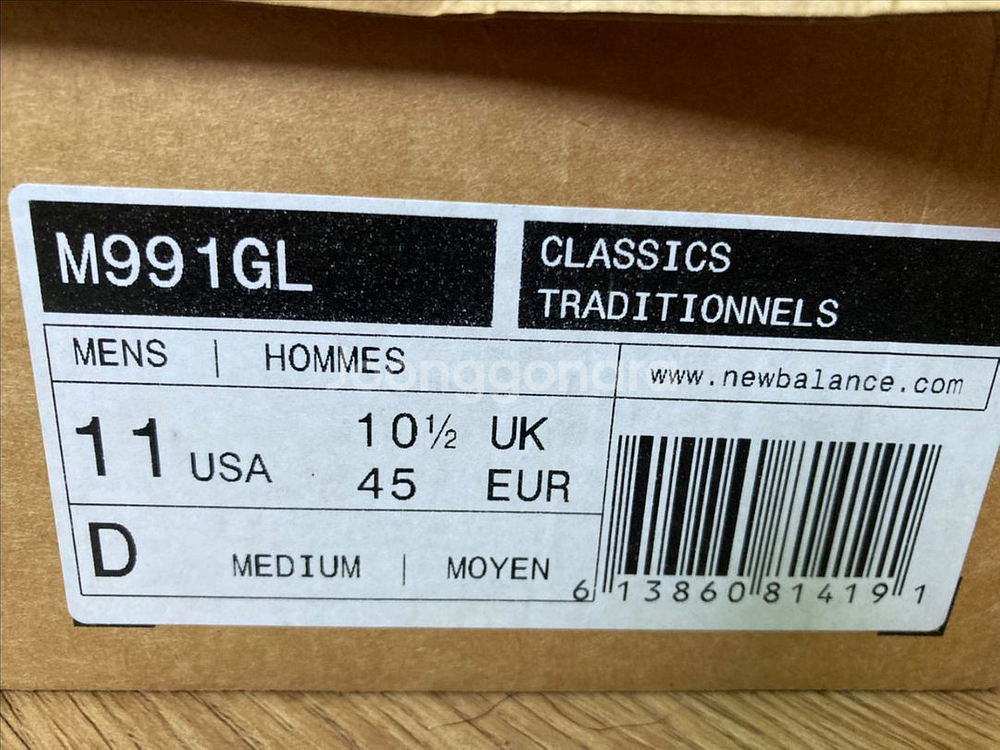 M991GL
CLASSICS
TRADITIONNELS
MENS | HOMMES
www.newbalance.com
11 USA
10½ UK
45 EUR
D
MEDIUM | MOYEN
6 13860 81419 1